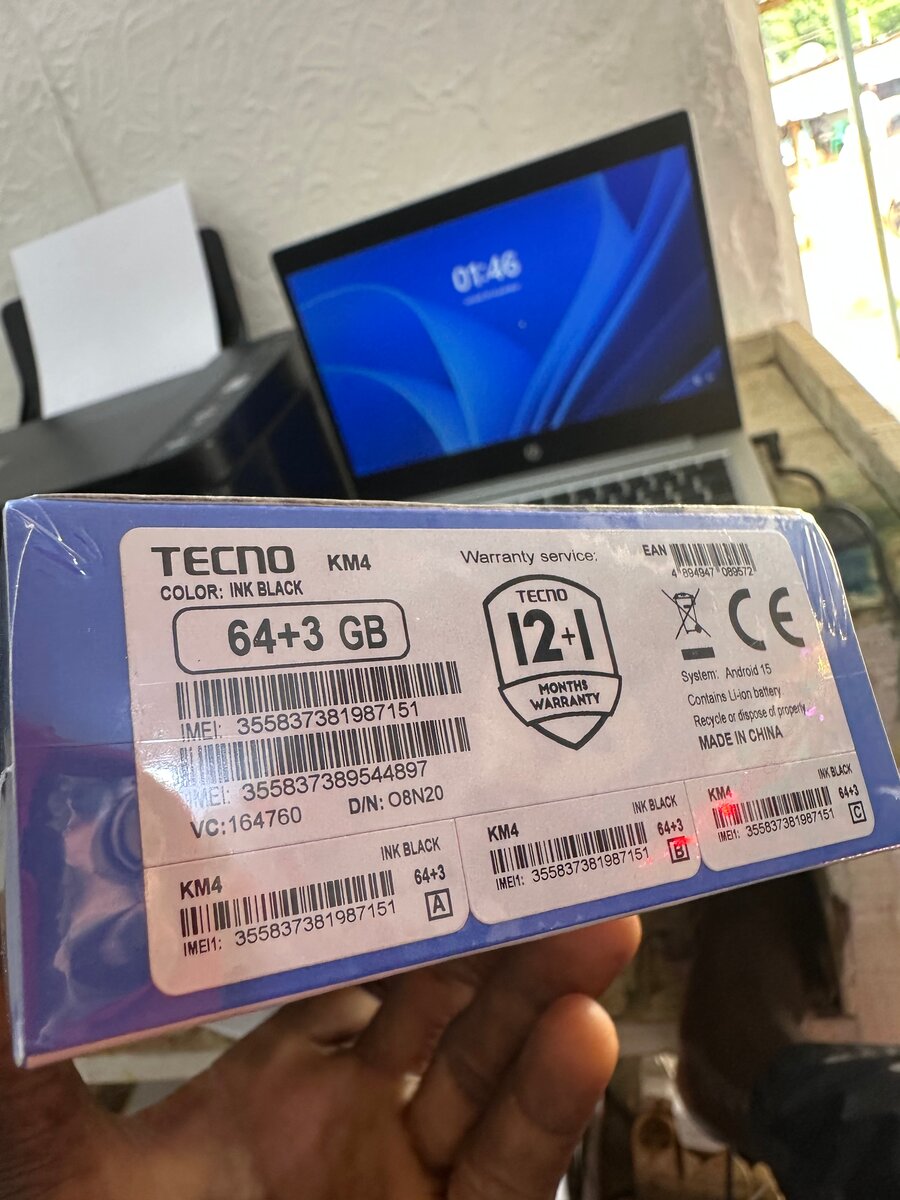 01:46
TECNO KM4
COLOR: INK BLACK
64+3 GB
IMEI: 355837381987151
IMEI: 355837389544897
VC:164760 D/N: O8N20
Warranty service:
TECNO
12+1
MONTHS
WARRANTY
EAN
4 894947 089572
CE
System: Android 15
Contains Li-ion battery
Recycle or dispose of properly
MADE IN CHINA
INK BLACK
KM4
64+3
IMEI1: 355837381987151
A
INK BLACK
KM4
64+3
IMEI1: 355837381987151
B
INK BLACK
KM4
64+3
IMEI1: 355837381987151
C